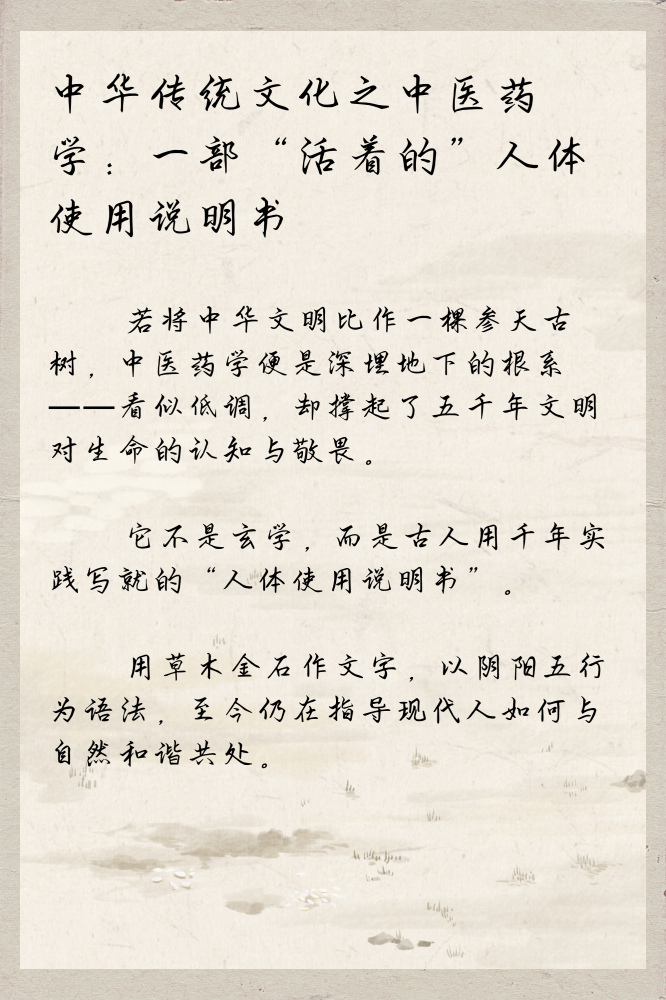 中华传统文化之中医药
学：一部“活着的”人体
使用说明书
若将中华文明比作一棵参天古
树，中医药学便是深埋地下的根系
——看似低调，却撑起了五千年文明
对生命的认知与敬畏。
它不是玄学，而是古人用千年实
践写就的“人体使用说明书”。
用草木金石作文字，以阴阳五行
为语法，至今仍在指导现代人如何与
自然和谐共处。